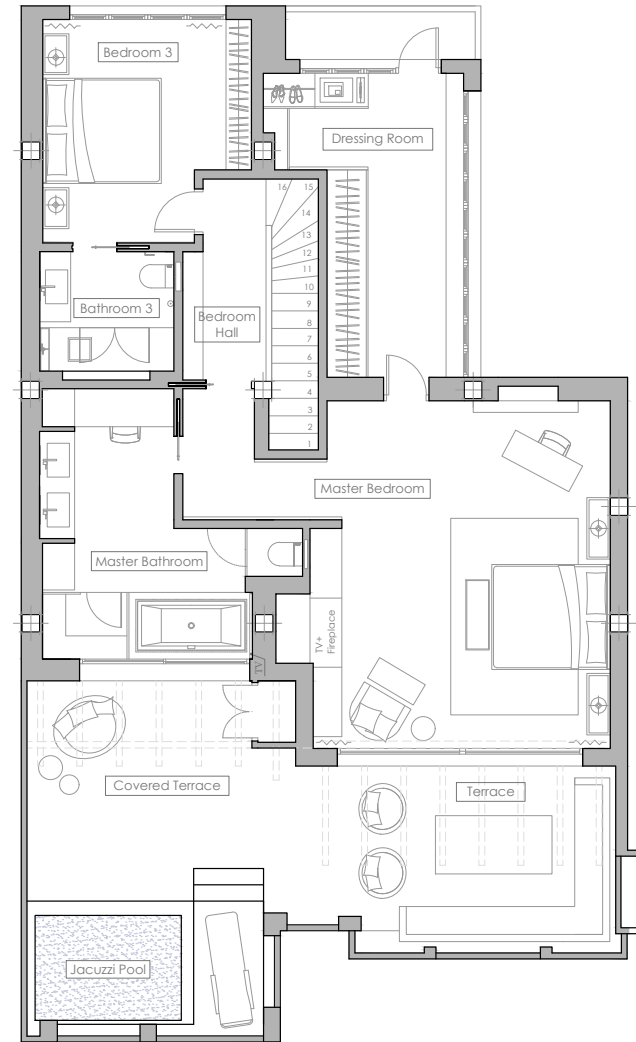 Bedroom 3
Dressing Room
16 15
14
13
12
11
10
9
8
7
6
5
4
3
2
1
Bathroom 3
Bedroom
Hall
Master Bedroom
Master Bathroom
TV+
Fireplace
TV
Covered Terrace
Terrace
Jacuzzi Pool